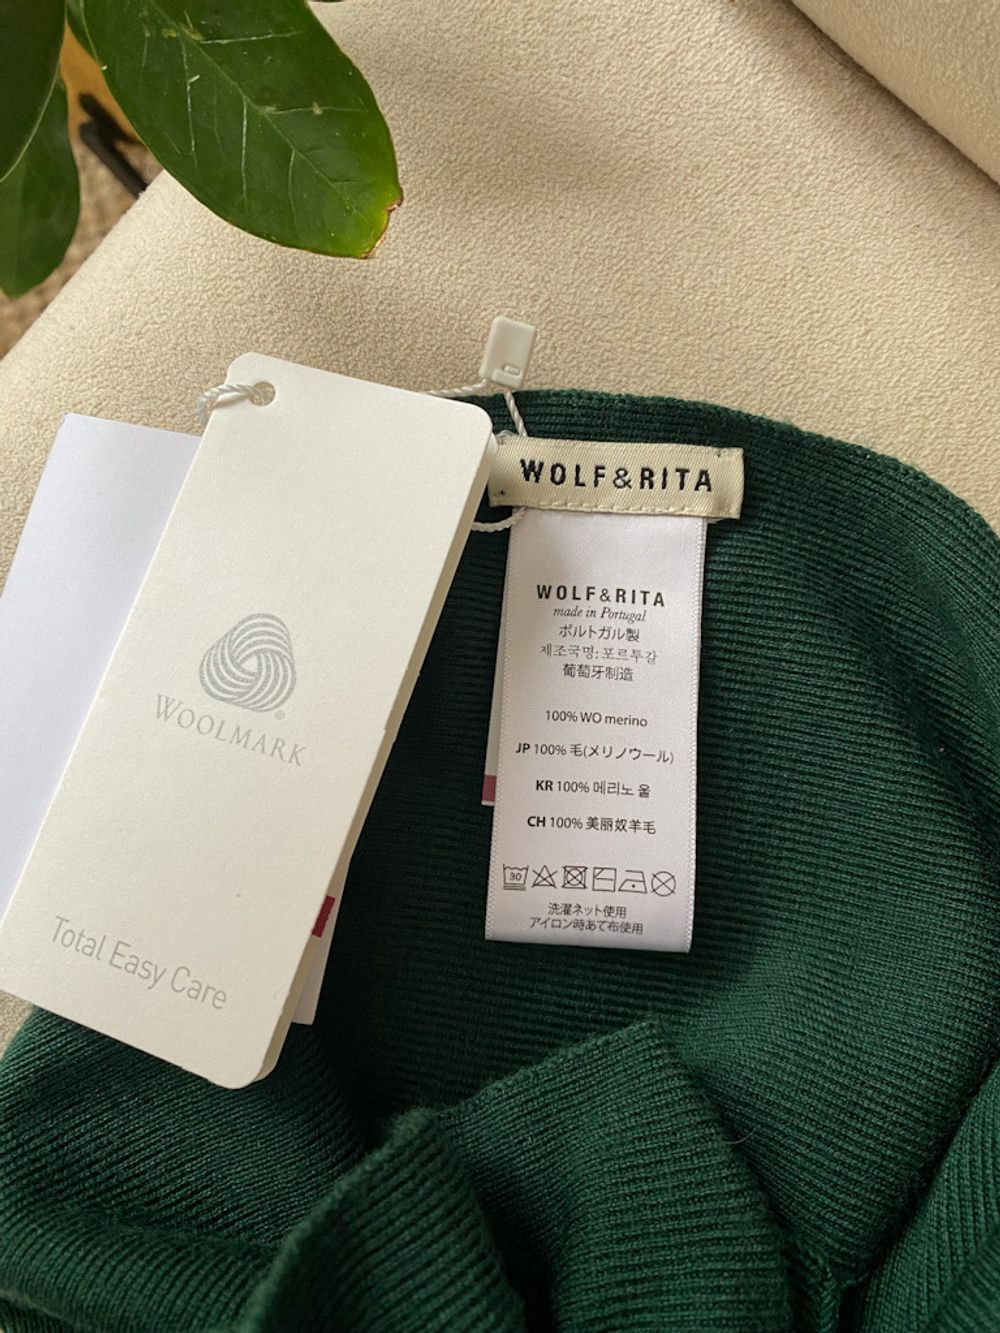 WOOLMARK
®
Total Easy Care
WOLF&RITA
WOLF&RITA
made in Portugal
ポルトガル製
제조국명:포르투갈
葡萄牙制造
100% WO merino
JP 100% 毛(メリノウール)
KR 100% 메리노 울
CH 100% 美丽奴羊毛
30
洗濯ネット使用
アイロン時あて布使用